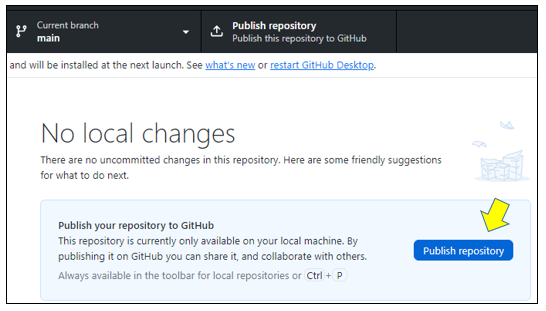 Current branch
main
Publish repository
Publish this repository to GitHub
and will be installed at the next launch. See what's new or restart GitHub Desktop.
No local changes
There are no uncommitted changes in this repository. Here are some friendly suggestions
for what to do next.
Publish your repository to GitHub
This repository is currently only available on your local machine. By
publishing it on GitHub you can share it, and collaborate with others.
Always available in the toolbar for local repositories or Ctrl + P
Publish repository